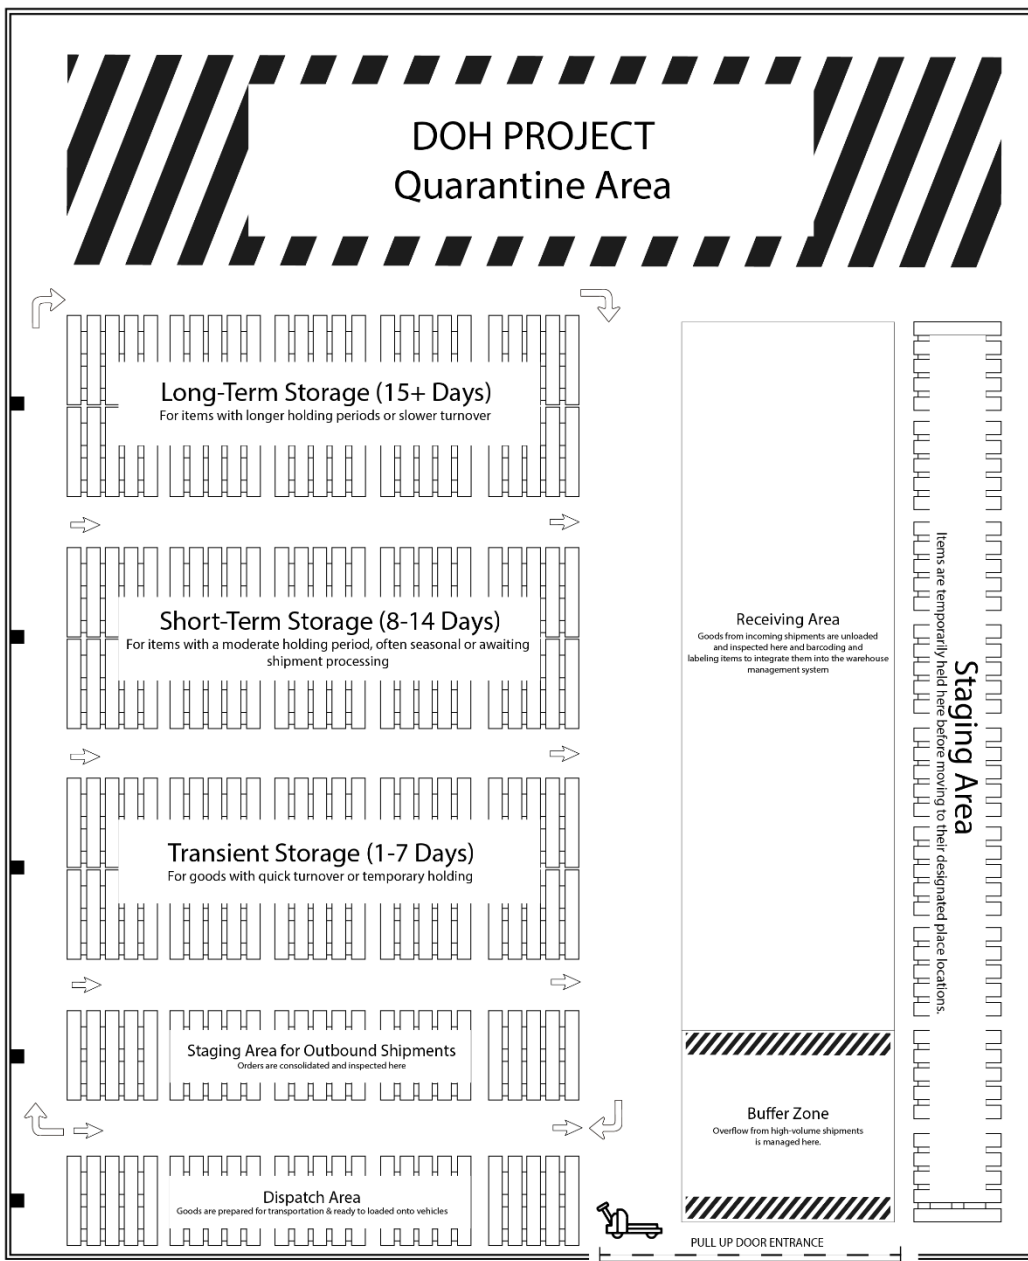 DOH PROJECT
Quarantine Area
Long-Term Storage (15+ Days)
For items with longer holding periods or slower turnover
Short-Term Storage (8-14 Days)
For items with a moderate holding period, often seasonal or awaiting
shipment processing
Transient Storage (1-7 Days)
For goods with quick turnover or temporary holding
Staging Area for Outbound Shipments
Orders are consolidated and inspected here
Dispatch Area
Goods are prepared for transportation & ready to loaded onto vehicles
Receiving Area
Goods from incoming shipments are unloaded
and inspected here and barcoding and
labeling items to integrate them into the warehouse
management system
Buffer Zone
Overflow from high-volume shipments
is managed here.
PULL UP DOOR ENTRANCE
Staging Area
Items are temporarily held here before moving to their designated place locations.